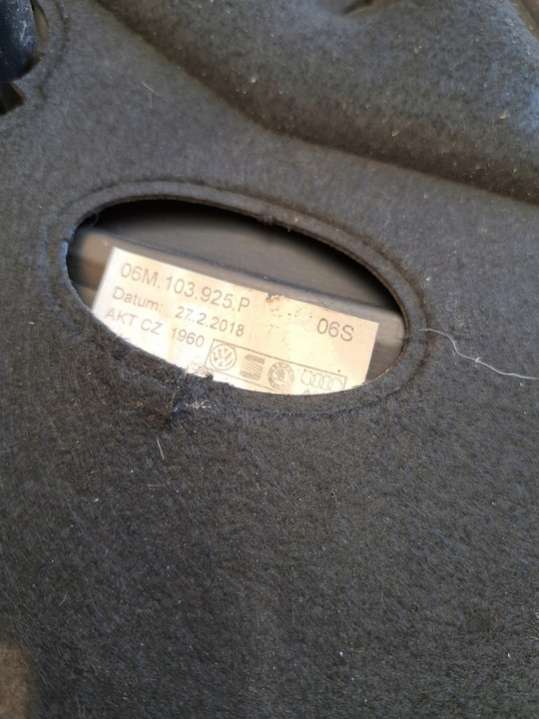 06M.103.925.P
06S
Datum: 27.2.2018
AKT CZ 1960